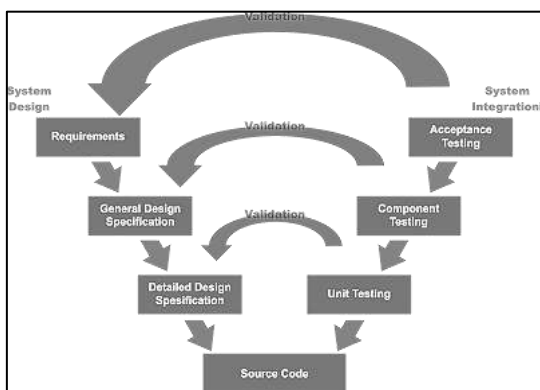 Validation
System
Design
System
Integration
Requirements
Acceptance
Testing
Validation
General Design
Specification
Component
Testing
Validation
Detailed Design
Spesification
Unit Testing
Source Code